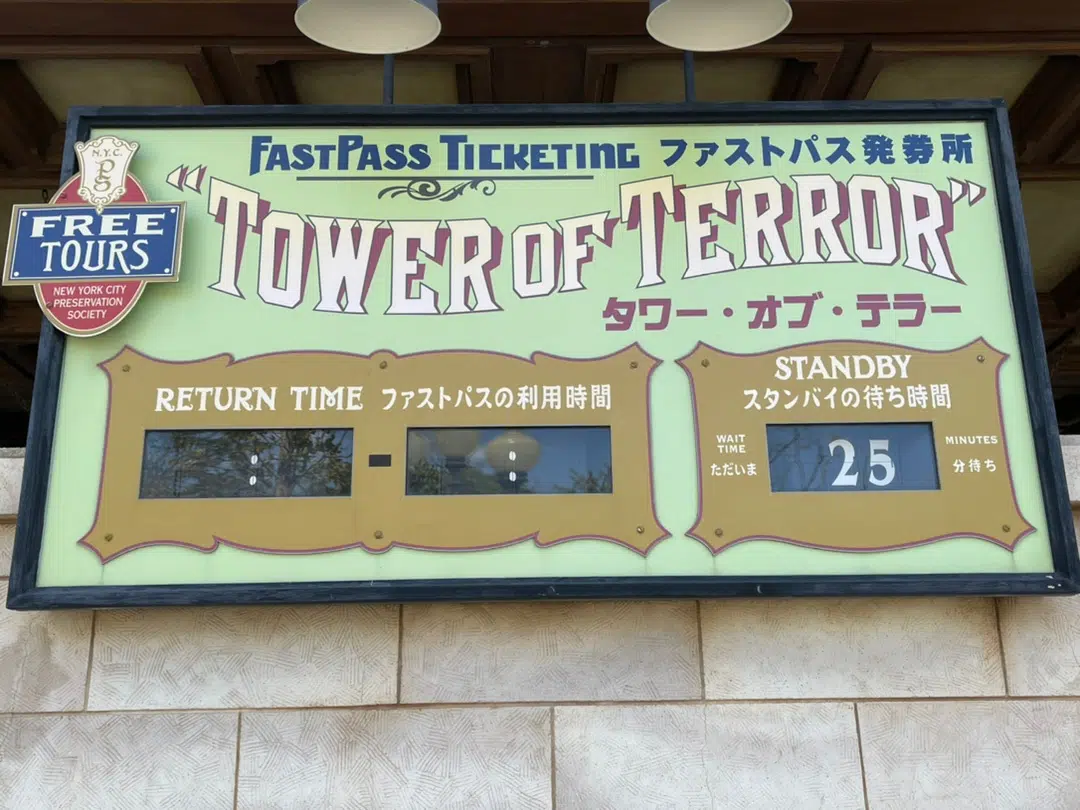 FASTPASS TICKETING ファストパス発券所
N.Y.C.
PS
FREE
TOURS
NEW YORK CITY
PRESERVATION
SOCIETY
“TOWER OF TERROR”
タワー・オブ・テラー
RETURN TIME ファストパスの利用時間
: - :
STANDBY
スタンバイの待ち時間
WAIT
TIME
ただいま
25
MINUTES
分待ち